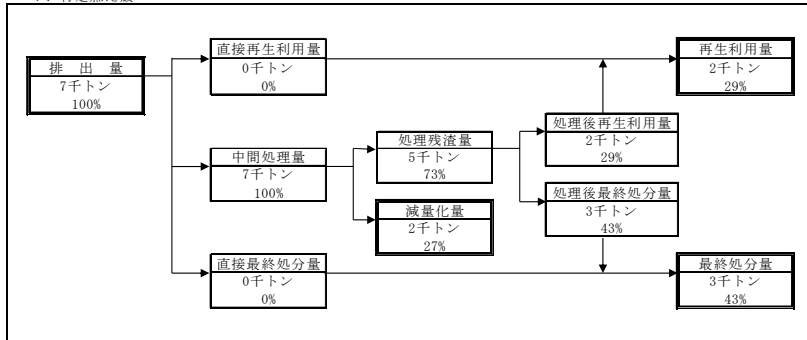 排出量
7千トン
100%
直接再生利用量
0千トン
0%
中間処理量
7千トン
100%
直接最終処分量
0千トン
0%
処理残渣量
5千トン
73%
減量化量
2千トン
27%
処理後再生利用量
2千トン
29%
処理後最終処分量
3千トン
43%
再生利用量
2千トン
29%
最終処分量
3千トン
43%